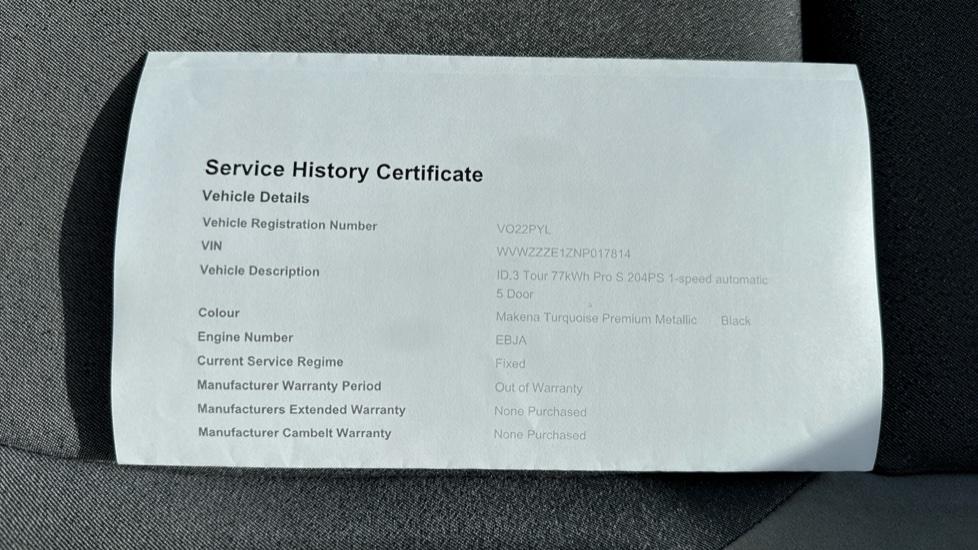 Service History Certificate
Vehicle Details
Vehicle Registration Number VO22PYL
VIN WVWZZZE1ZNP017814
Vehicle Description ID.3 Tour 77kWh Pro S 204PS 1-speed automatic
5 Door
Colour Makena Turquoise Premium Metallic Black
Engine Number EBJA
Current Service Regime Fixed
Manufacturer Warranty Period Out of Warranty
Manufacturers Extended Warranty None Purchased
Manufacturer Cambelt Warranty None Purchased